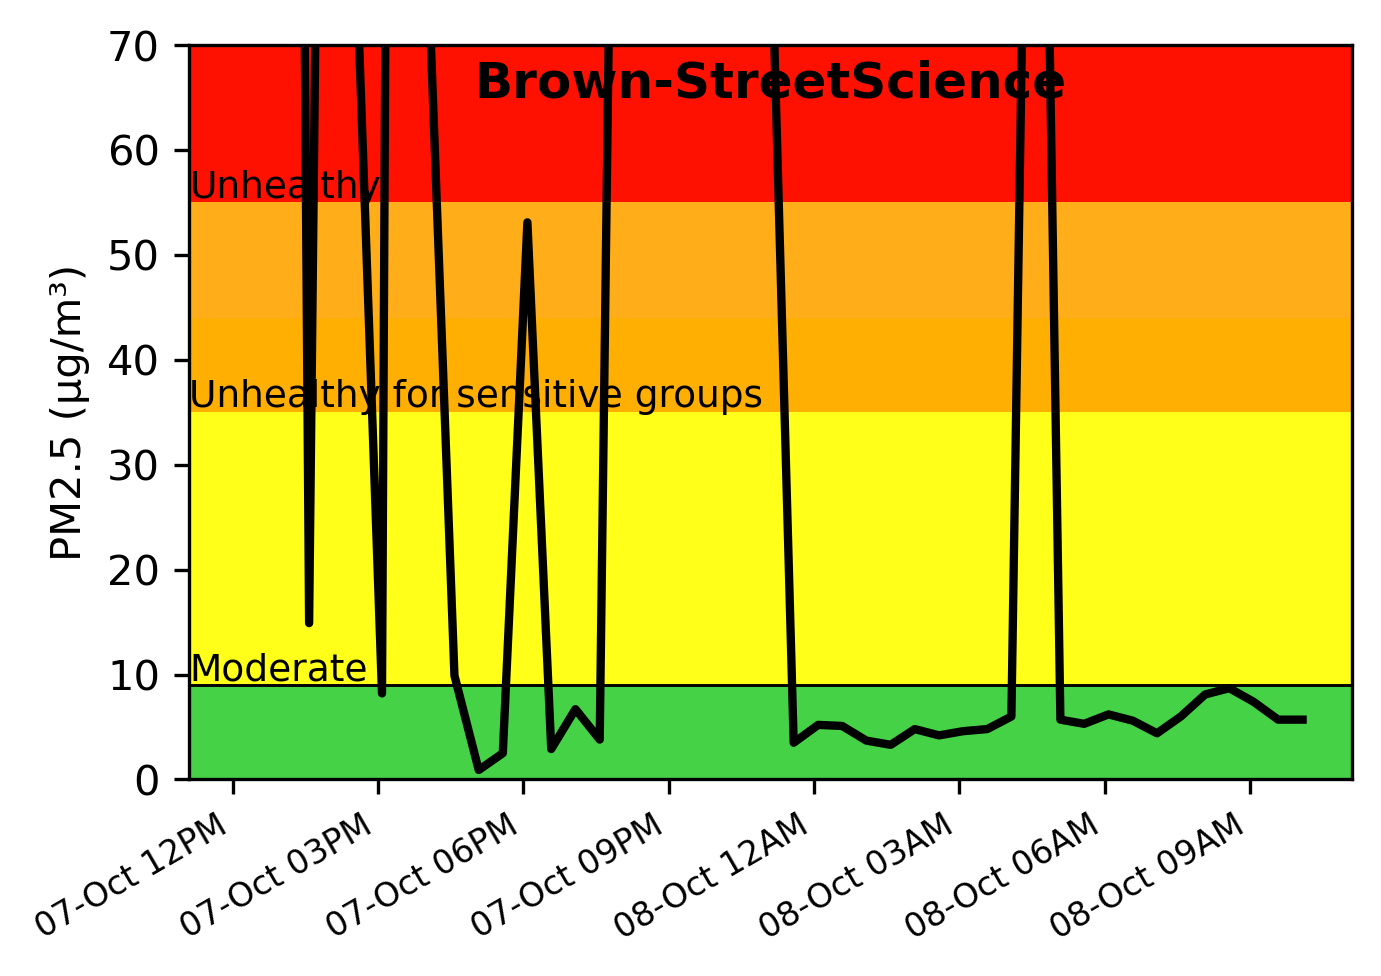 Brown-StreetScience
70
60
50
40
30
20
10
0
PM2.5 (µg/m³)
Unhealthy
Unhealthy for sensitive groups
Moderate
07-Oct 12PM
07-Oct 03PM
07-Oct 06PM
07-Oct 09PM
08-Oct 12AM
08-Oct 03AM
08-Oct 06AM
08-Oct 09AM